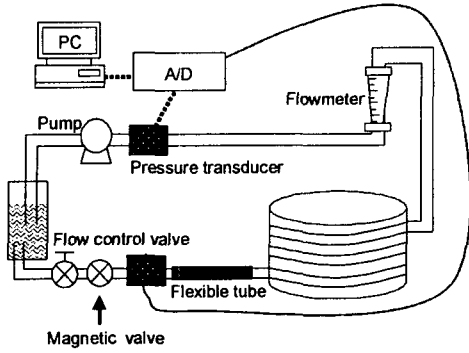 PC
A/D
Flowmeter
Pump
Pressure transducer
Flow control valve
Flexible tube
Magnetic valve